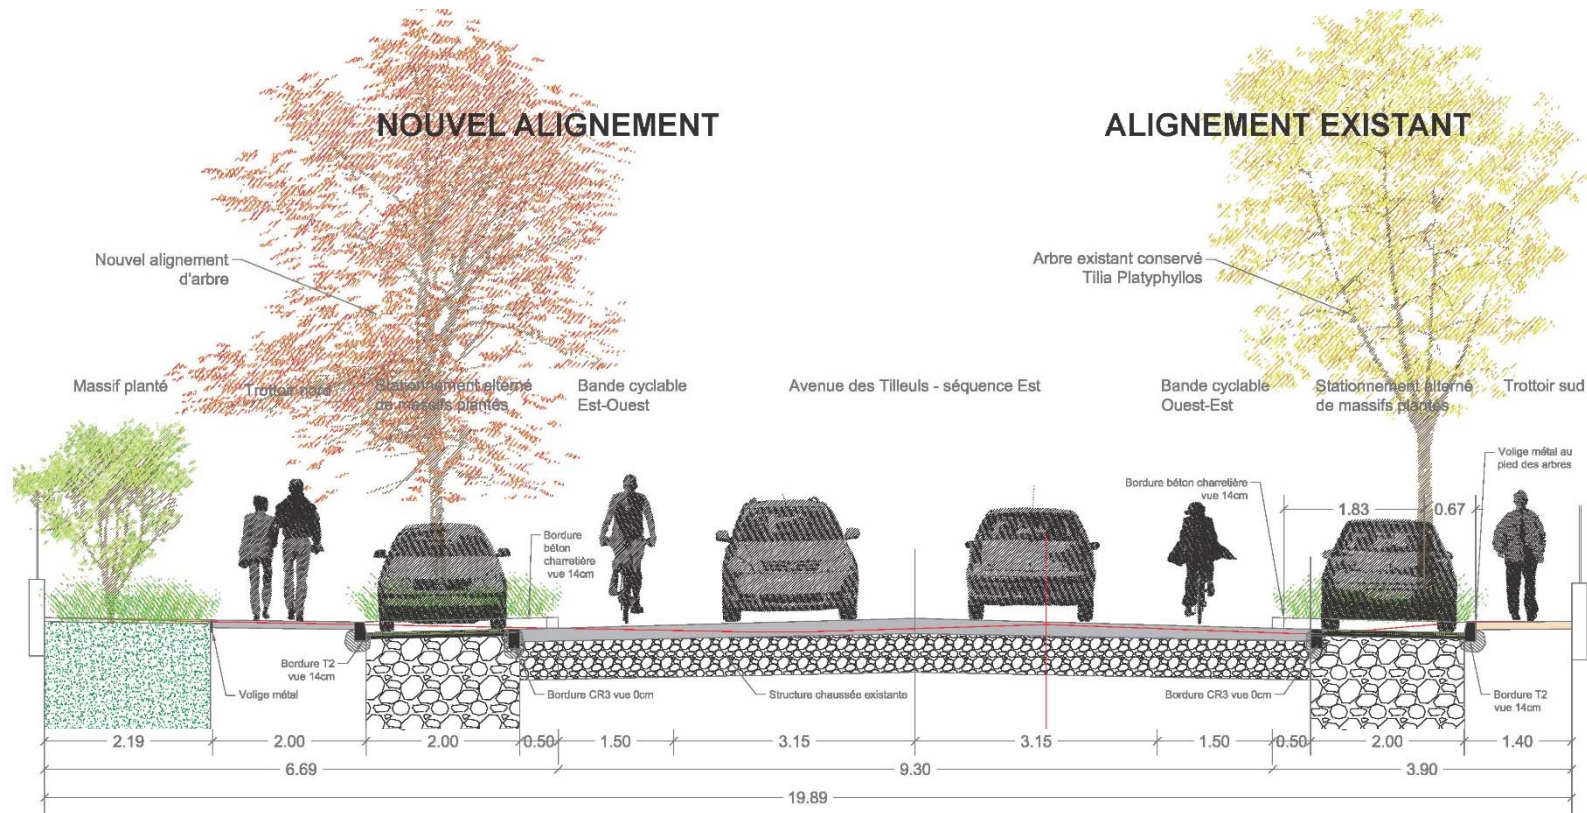 NOUVEL ALIGNEMENT
ALIGNEMENT EXISTANT
Nouvel alignement
d'arbre
Arbre existant conservé
Tilia Platyphyllos
Massif planté
Trottoir nord
Stationnement alterné
de massifs plantés
Bande cyclable
Est-Ouest
Avenue des Tilleuls - séquence Est
Bande cyclable
Ouest-Est
Stationnement alterné
de massifs plantés
Trottoir sud
Volige métal au
pied des arbres
Bordure béton charretière
vue 14cm
1.83
0.67
Bordure
béton
charretière
vue 14cm
Bordure T2
vue 14cm
Volige métal
Bordure CR3 vue 0cm
Structure chaussée existante
Bordure CR3 vue 0cm
Bordure T2
vue 14cm
2.19
2.00
2.00
0.50
1.50
3.15
3.15
1.50
0.50
2.00
1.40
6.69
9.30
3.90
19.89